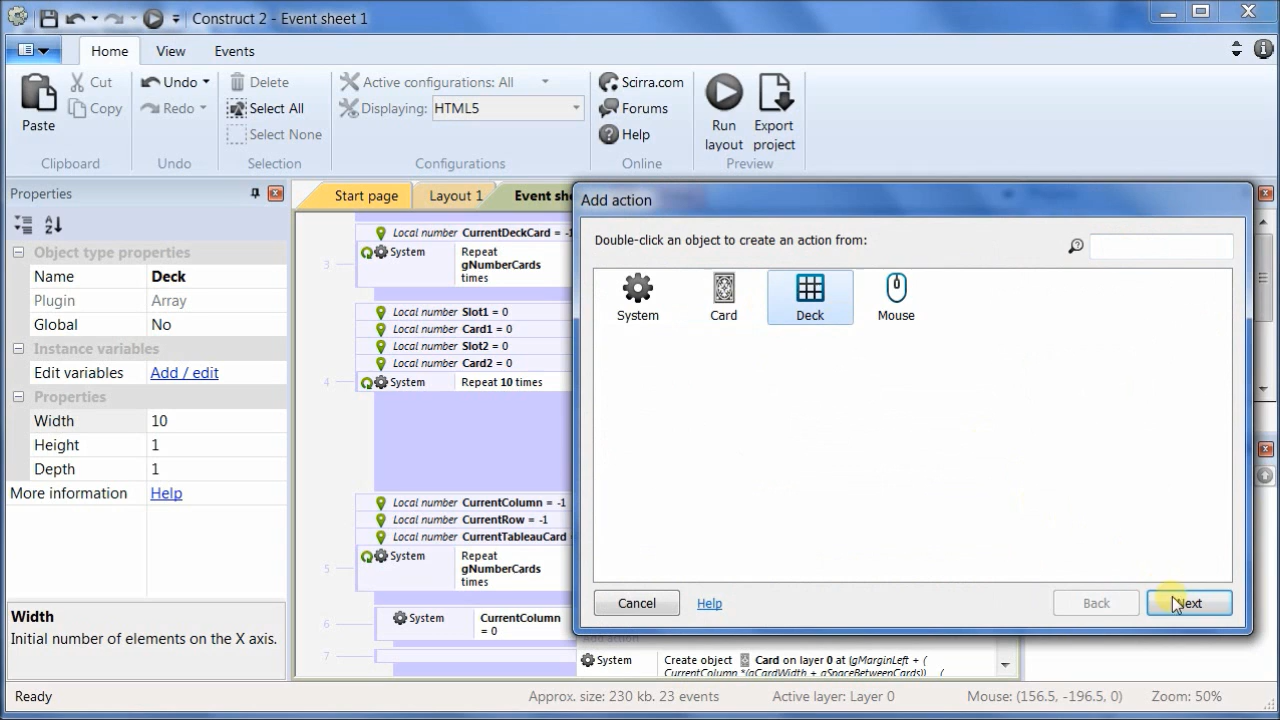 Construct 2 - Event sheet 1
Home View Events
Paste
Cut
Copy
Clipboard
Undo
Redo
Undo
Delete
Select All
Select None
Selection
Active configurations: All
Displaying: HTML5
Configurations
Scirra.com
Forums
Help
Online
Run layout
Export project
Preview
Properties
Object type properties
Name Deck
Plugin Array
Global No
Instance variables
Edit variables Add / edit
Properties
Width 10
Height 1
Depth 1
More information Help
Width
Initial number of elements on the X axis.
Start page Layout 1 Event she
Local number CurrentDeckCard = -1
3 System Repeat
gNumberCards
times
Local number Slot1 = 0
Local number Card1 = 0
Local number Slot2 = 0
Local number Card2 = 0
4 System Repeat 10 times
Local number CurrentColumn = -1
Local number CurrentRow = -1
Local number CurrentTableauCard =
5 System Repeat
gNumberCards
times
6 System CurrentColumn
= 0
7
Add action
Double-click an object to create an action from:
System Card Deck Mouse
Cancel Help Back Next
Add action
System Create object Card on layer 0 at (gMarginLeft + (
CurrentColumn *(gCardWidth + gSpaceBetweenCards)) (
Ready Approx. size: 230 kb. 23 events Active layer: Layer 0 Mouse: (156.5, -196.5, 0) Zoom: 50%